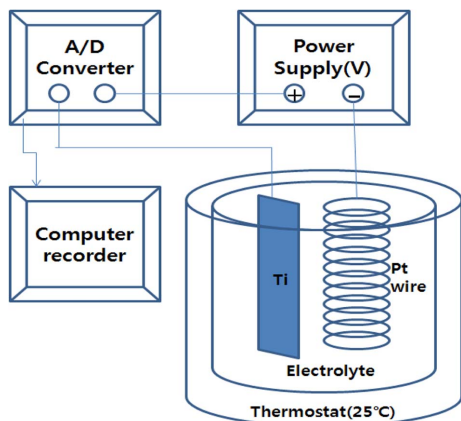 A/D
Converter
Power
Supply(V)
+
−
Computer
recorder
Ti
Pt
wire
Electrolyte
Thermostat(25℃)